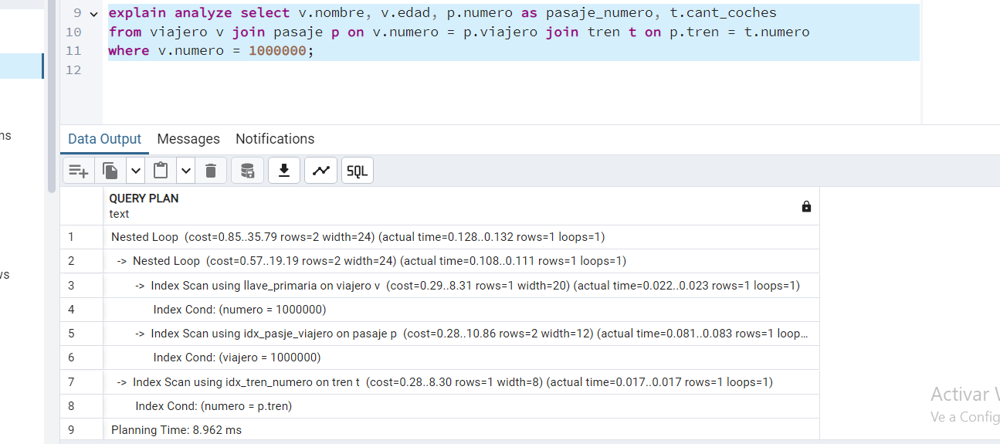 9 explain analyze select v.nombre, v.edad, p.numero as pasaje_numero, t.cant_coches
10 from viajero v join pasaje p on v.numero = p.viajero join tren t on p.tren = t.numero
11 where v.numero = 1000000;
12
ns
Data Output Messages Notifications
SQL
QUERY PLAN
text
1 Nested Loop (cost=0.85..35.79 rows=2 width=24) (actual time=0.128..0.132 rows=1 loops=1)
2 -> Nested Loop (cost=0.57..19.19 rows=2 width=24) (actual time=0.108..0.111 rows=1 loops=1)
vs
3 -> Index Scan using llave_primaria on viajero v (cost=0.29..8.31 rows=1 width=20) (actual time=0.022..0.023 rows=1 loops=1)
4 Index Cond: (numero = 1000000)
5 -> Index Scan using idx_pasje_viajero on pasaje p (cost=0.28..10.86 rows=2 width=12) (actual time=0.081..0.083 rows=1 loop...
6 Index Cond: (viajero = 1000000)
7 -> Index Scan using idx_tren_numero on tren t (cost=0.28..8.30 rows=1 width=8) (actual time=0.017..0.017 rows=1 loops=1)
Activar
8 Index Cond: (numero = p.tren)
Ve a Config
9 Planning Time: 8.962 ms